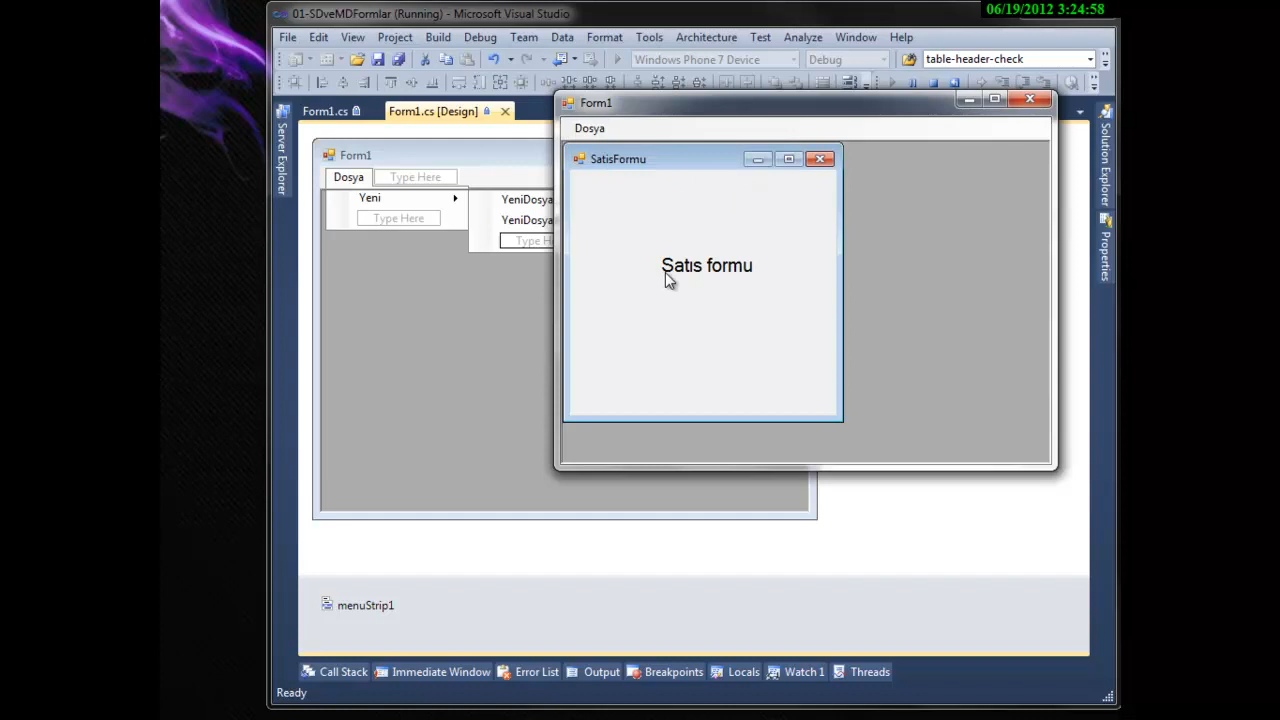 06/19/2012 3:24:58
01-SDveMDFormlar (Running) - Microsoft Visual Studio
File Edit View Project Build Debug Team Data Format Tools Architecture Test Analyze Window Help
Windows Phone 7 Device Debug table-header-check
Form1.cs Form1.cs [Design]
Server Explorer
Solution Explorer
Properties
Form1
Dosya Type Here
Yeni
Type Here
YeniDosya
YeniDosya
Type He
Form1
Dosya
SatisFormu
Satıs formu
menuStrip1
Call Stack Immediate Window Error List Output Breakpoints Locals Watch 1 Threads
Ready